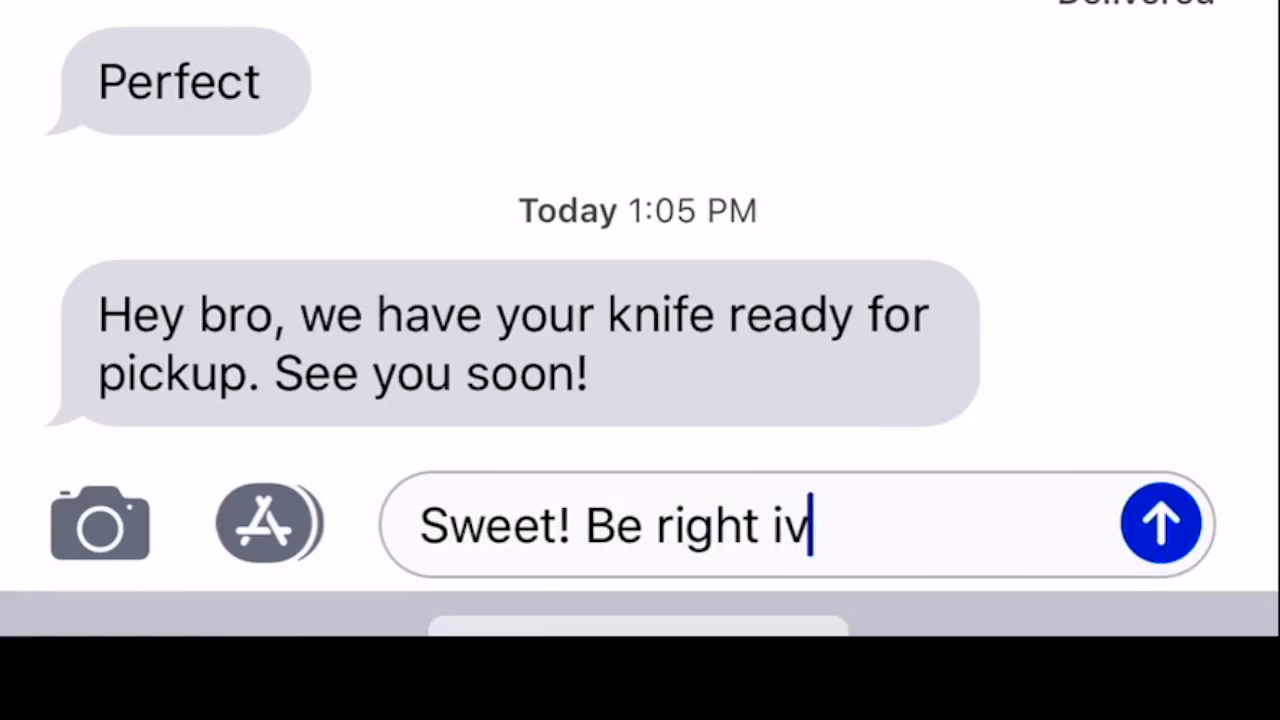 Delivered
Perfect
Today 1:05 PM
Hey bro, we have your knife ready for
pickup. See you soon!
Sweet! Be right iv